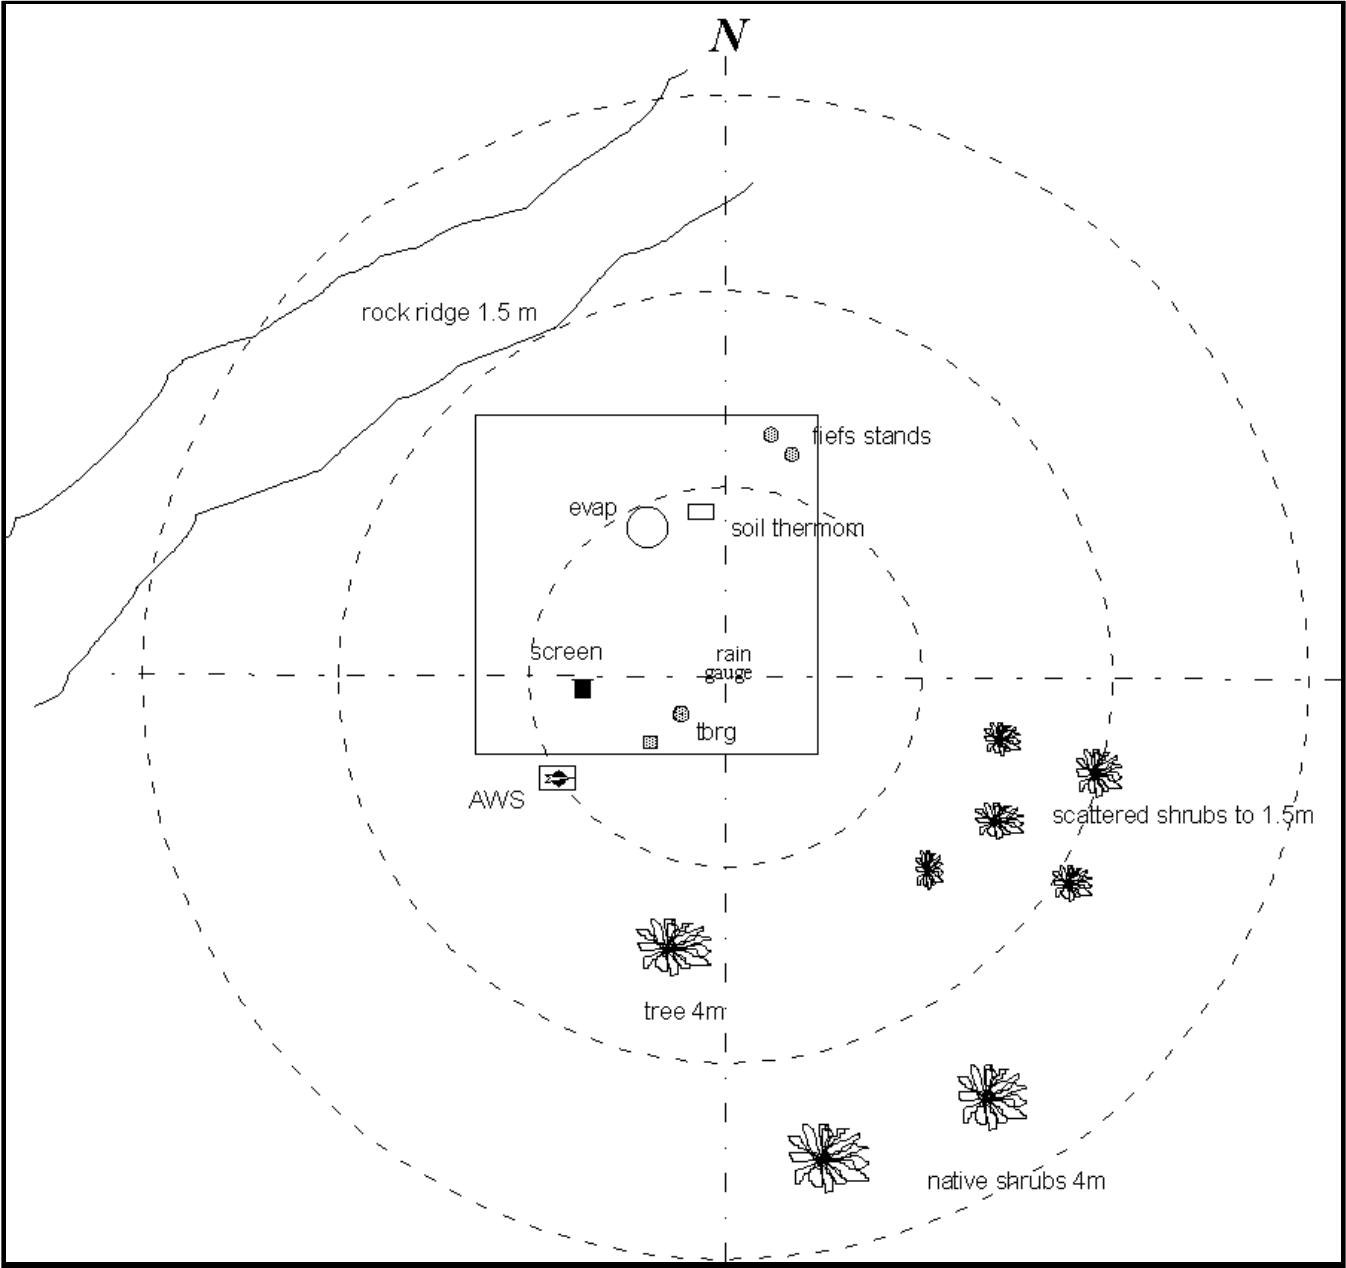 N
rock ridge 1.5 m
fiefs stands
evap
soil thermom
screen
rain
gauge
tbrg
AWS
scattered shrubs to 1.5m
tree 4m
native shrubs 4m